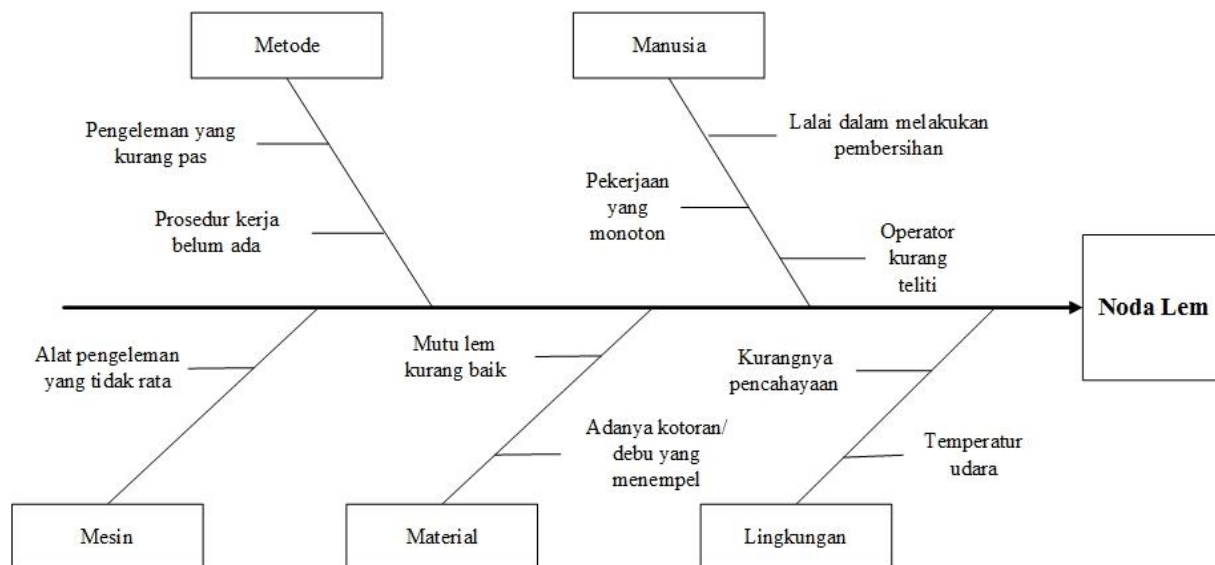 Metode
Manusia
Pengeleman yang
kurang pas
Prosedur kerja
belum ada
Lalai dalam melakukan
pembersihan
Pekerjaan
yang
monoton
Operator
kurang
teliti
Noda Lem
Alat pengeleman
yang tidak rata
Mutu lem
kurang baik
Adanya kotoran/
debu yang
menempel
Kurangnya
pencahayaan
Temperatur
udara
Mesin
Material
Lingkungan